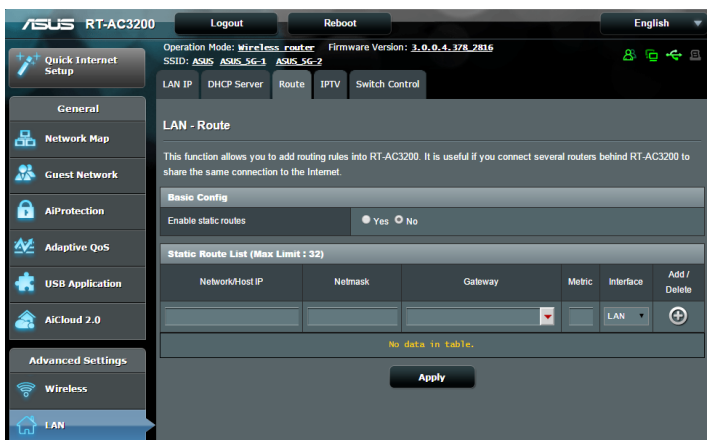 ASUS RT-AC3200 Logout Reboot English
Quick Internet Setup
Operation Mode: Wireless router Firmware Version: 3.0.0.4.378_2816
SSID: ASUS ASUS_5G-1 ASUS_5G-2
LAN IP DHCP Server Route IPTV Switch Control
General
Network Map
Guest Network
AiProtection
Adaptive QoS
USB Application
AiCloud 2.0
Advanced Settings
Wireless
LAN
LAN - Route
This function allows you to add routing rules into RT-AC3200. It is useful if you connect several routers behind RT-AC3200 to
share the same connection to the Internet.
Basic Config
Enable static routes Yes No
Static Route List (Max Limit : 32)
Network/Host IP Netmask Gateway Metric Interface Add / Delete
LAN
No data in table.
Apply